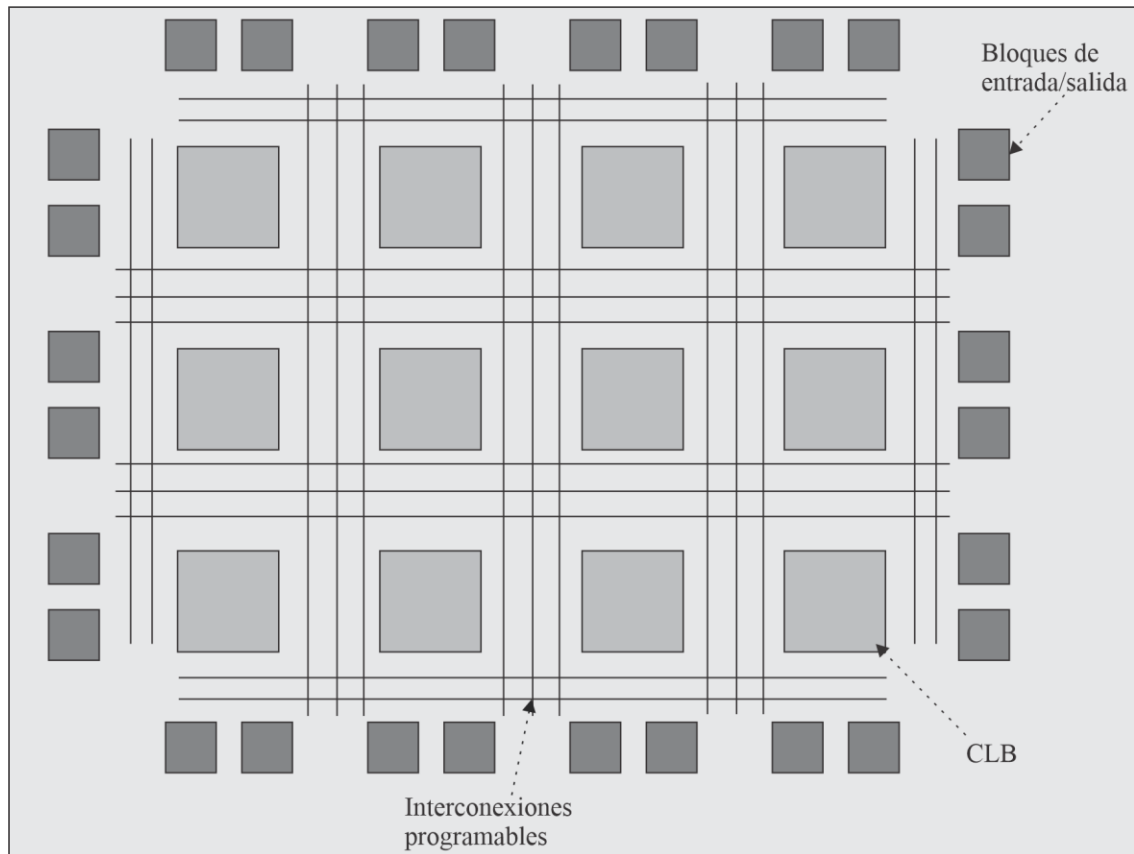 Bloques de
entrada/salida
CLB
Interconexiones
programables